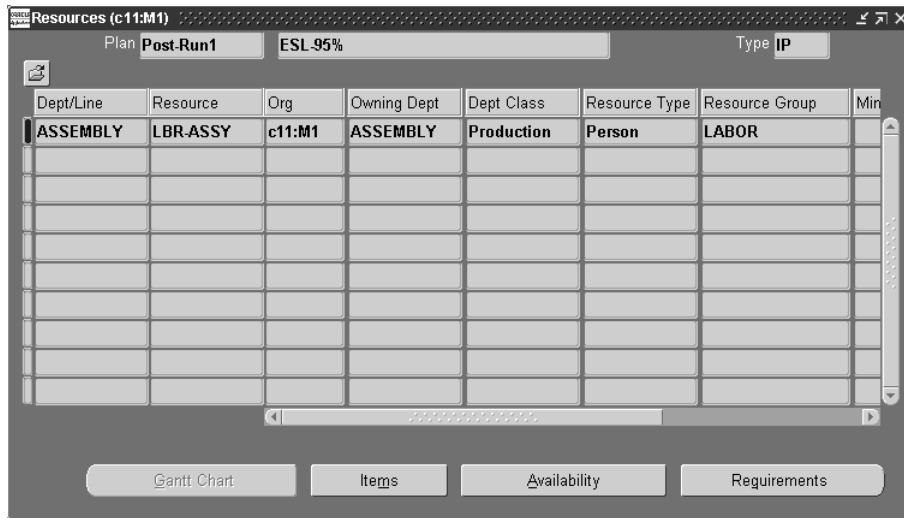 ORACLE Resources (c11:M1)
Plan Post-Run1 ESL-95% Type IP
Dept/Line Resource Org Owning Dept Dept Class Resource Type Resource Group Min
ASSEMBLY LBR-ASSY c11:M1 ASSEMBLY Production Person LABOR
Gantt Chart Items Availability Requirements